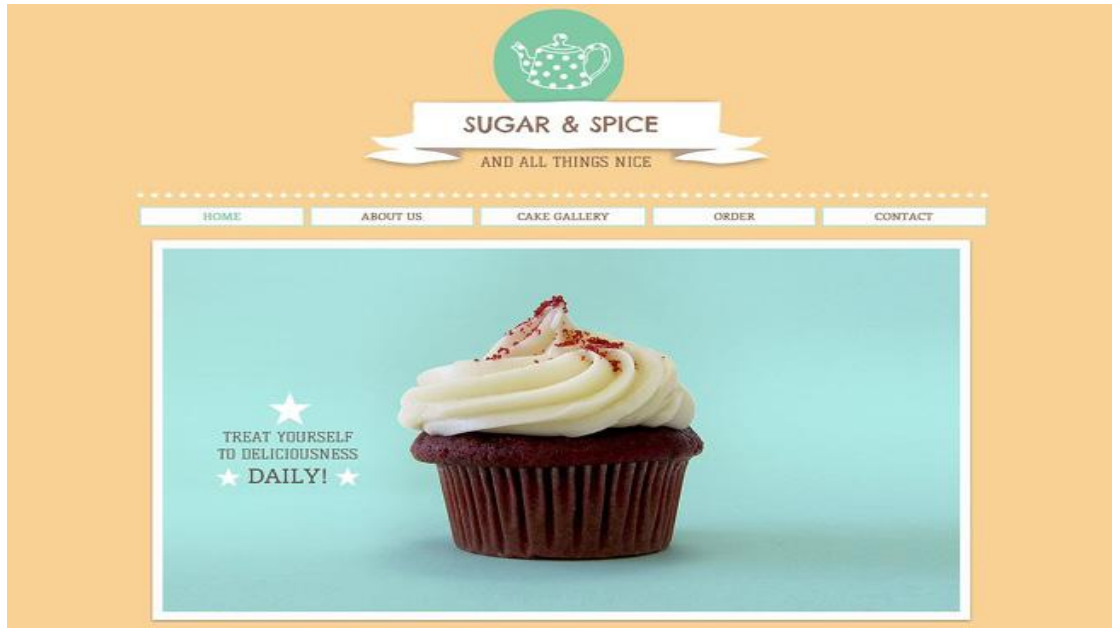 SUGAR & SPICE
AND ALL THINGS NICE
HOME ABOUT US CAKE GALLERY ORDER CONTACT
TREAT YOURSELF
TO DELICIOUSNESS
DAILY!